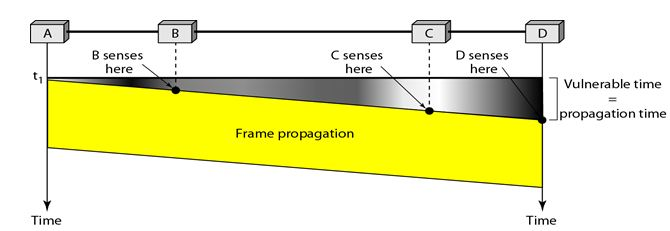 A B C D
B senses
here
C senses
here
D senses
here
t1
Vulnerable time
=
propagation time
Frame propagation
Time
Time